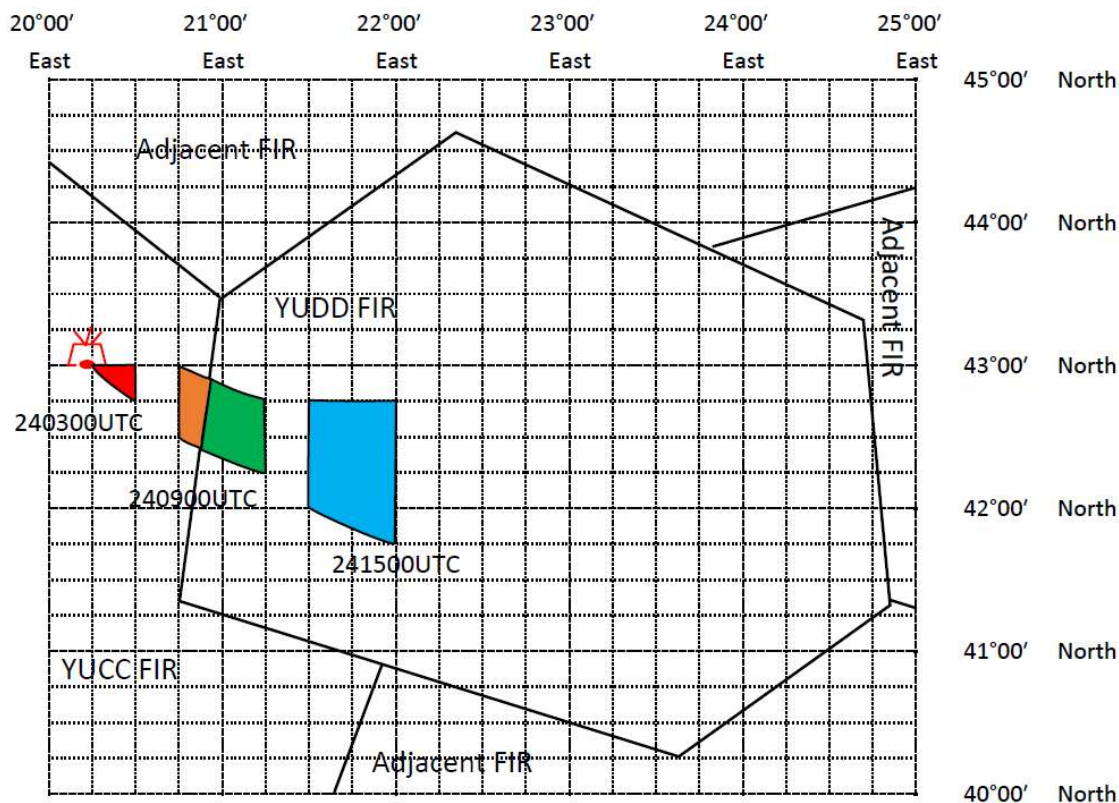 20°00′ 21°00′ 22°00′ 23°00′ 24°00′ 25°00′
East East East East East East
45°00′ North
Adjacent FIR
44°00′ North
Adjacent FIR
YUDD FIR
43°00′ North
240300UTC
240900UTC
42°00′ North
241500UTC
41°00′ North
YUCC FIR
Adjacent FIR
40°00′ North